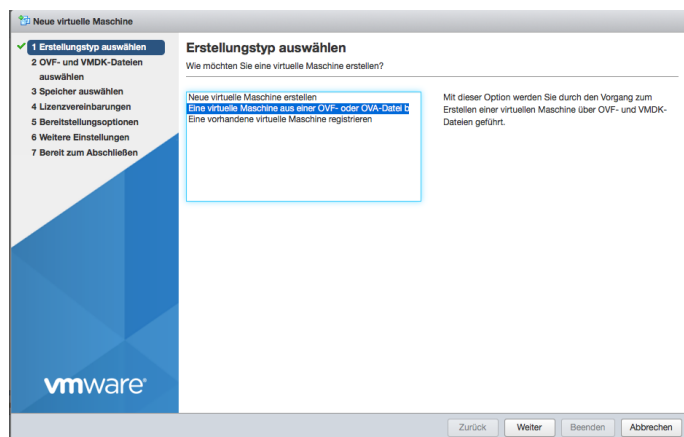 Neue virtuelle Maschine
1 Erstellungstyp auswählen
2 OVF- und VMDK-Dateien
auswählen
3 Speicher auswählen
4 Lizenzvereinbarungen
5 Bereitstellungsoptionen
6 Weitere Einstellungen
7 Bereit zum Abschließen
Erstellungstyp auswählen
Wie möchten Sie eine virtuelle Maschine erstellen?
Neue virtuelle Maschine erstellen
Eine virtuelle Maschine aus einer OVF- oder OVA-Datei b
Eine vorhandene virtuelle Maschine registrieren
Mit dieser Option werden Sie durch den Vorgang zum
Erstellen einer virtuellen Maschine über OVF- und VMDK-
Dateien geführt.
vmware®
Zurück Weiter Beenden Abbrechen